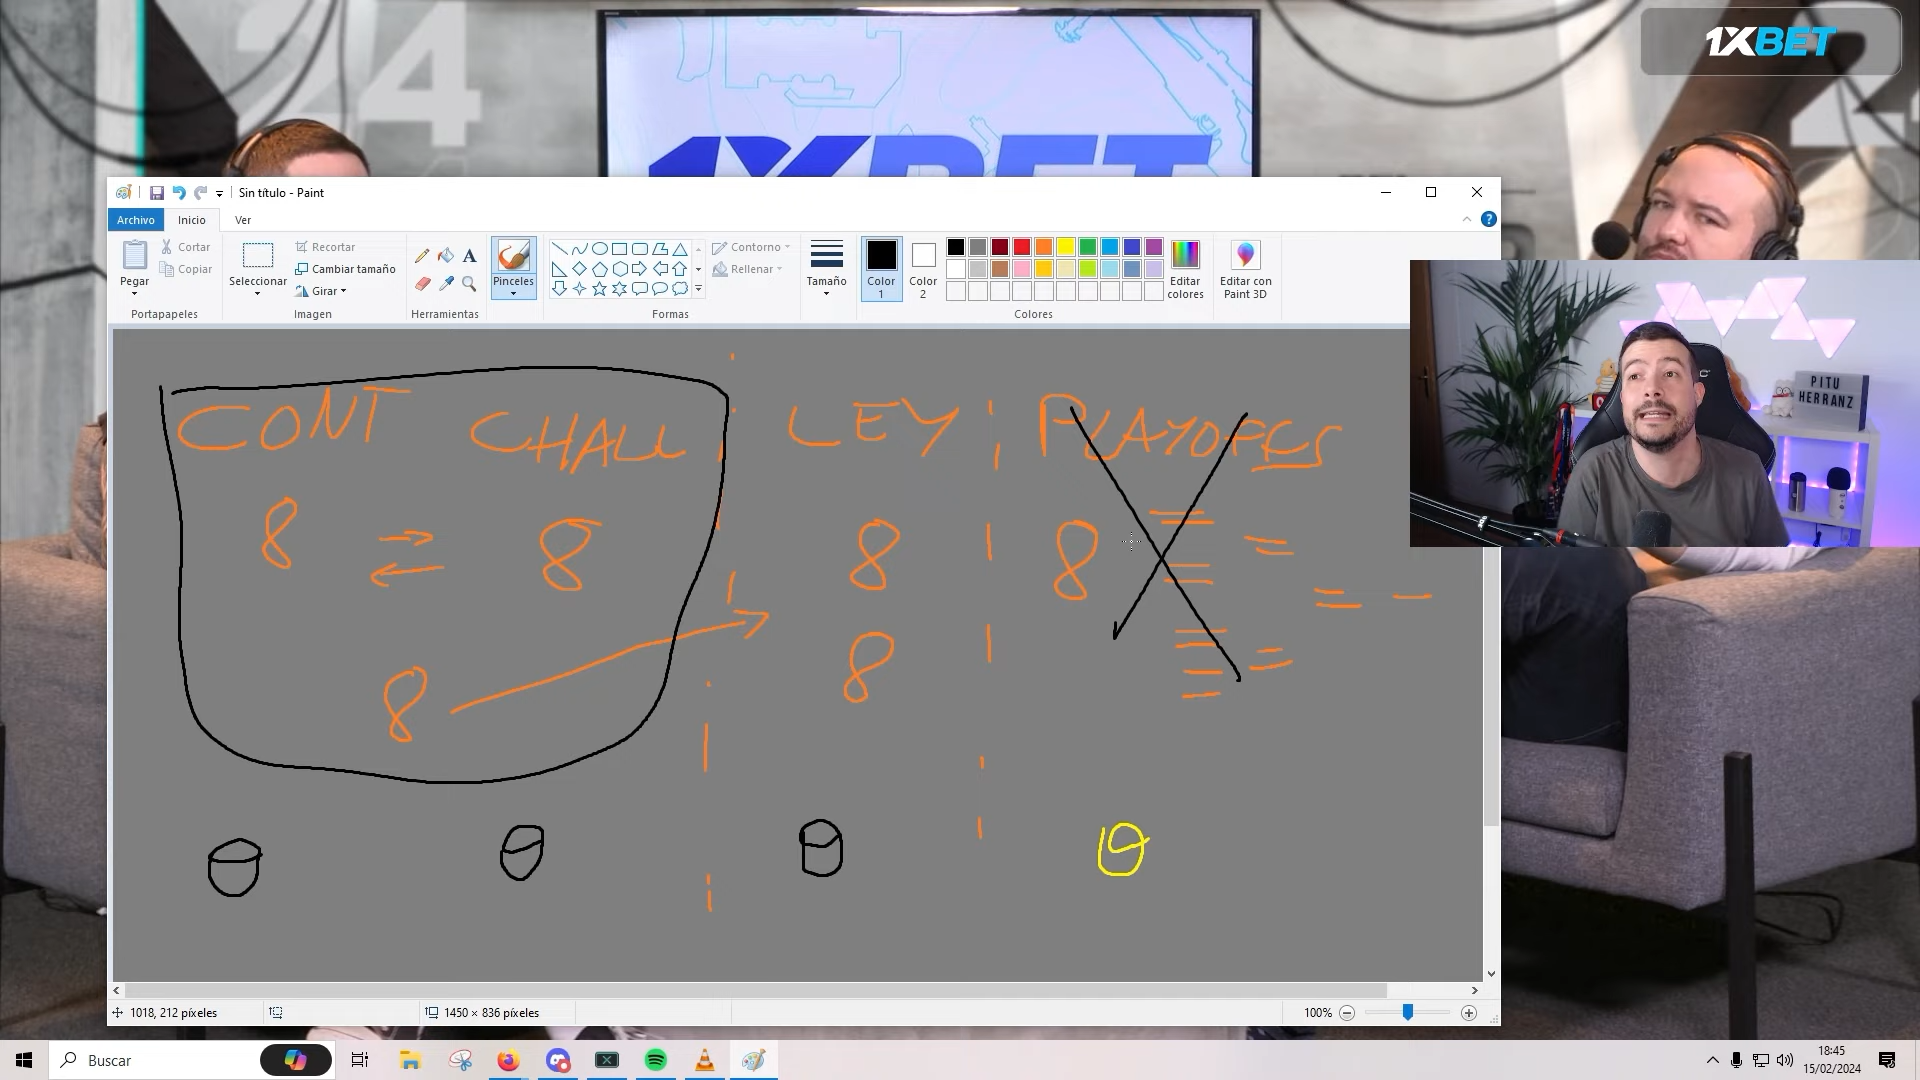 24
24
1XBET
1XBET
Sin título - Paint
Archivo
Inicio
Ver
Pegar
Cortar
Copiar
Portapapeles
Seleccionar
Recortar
Cambiar tamaño
Girar
Imagen
Herramientas
Pinceles
Contorno
Rellenar
Formas
Tamaño
Color 1
Color 2
Editar colores
Colores
Editar con Paint 3D
PITU
HERRANZ
CONT CHALL LEY PLAYOFFS
8 8 8 8
8 8
1018, 212 píxeles
1450 × 836 píxeles
100%
Buscar
18:45
15/02/2024